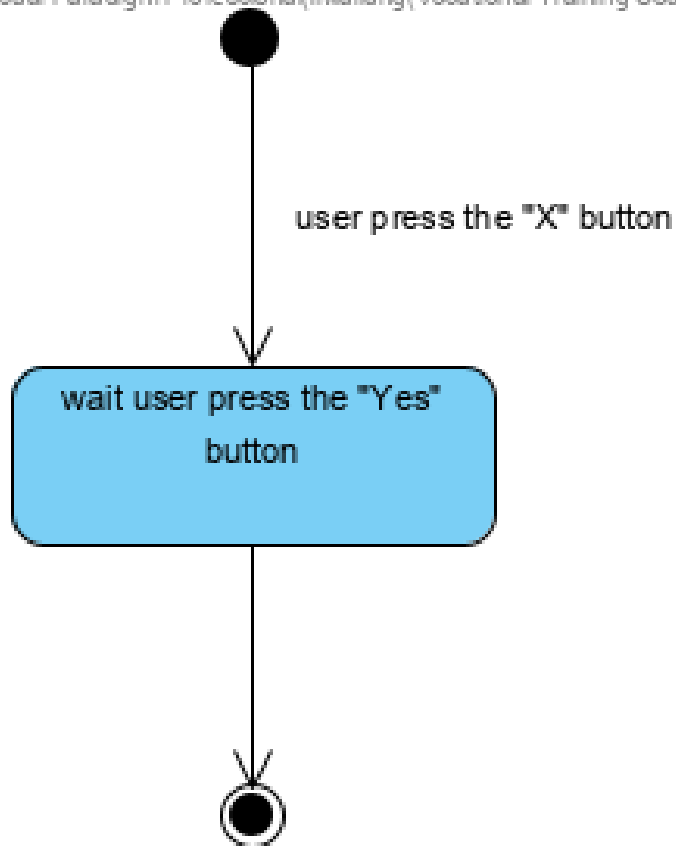 user press the "X" button
wait user press the "Yes"
button